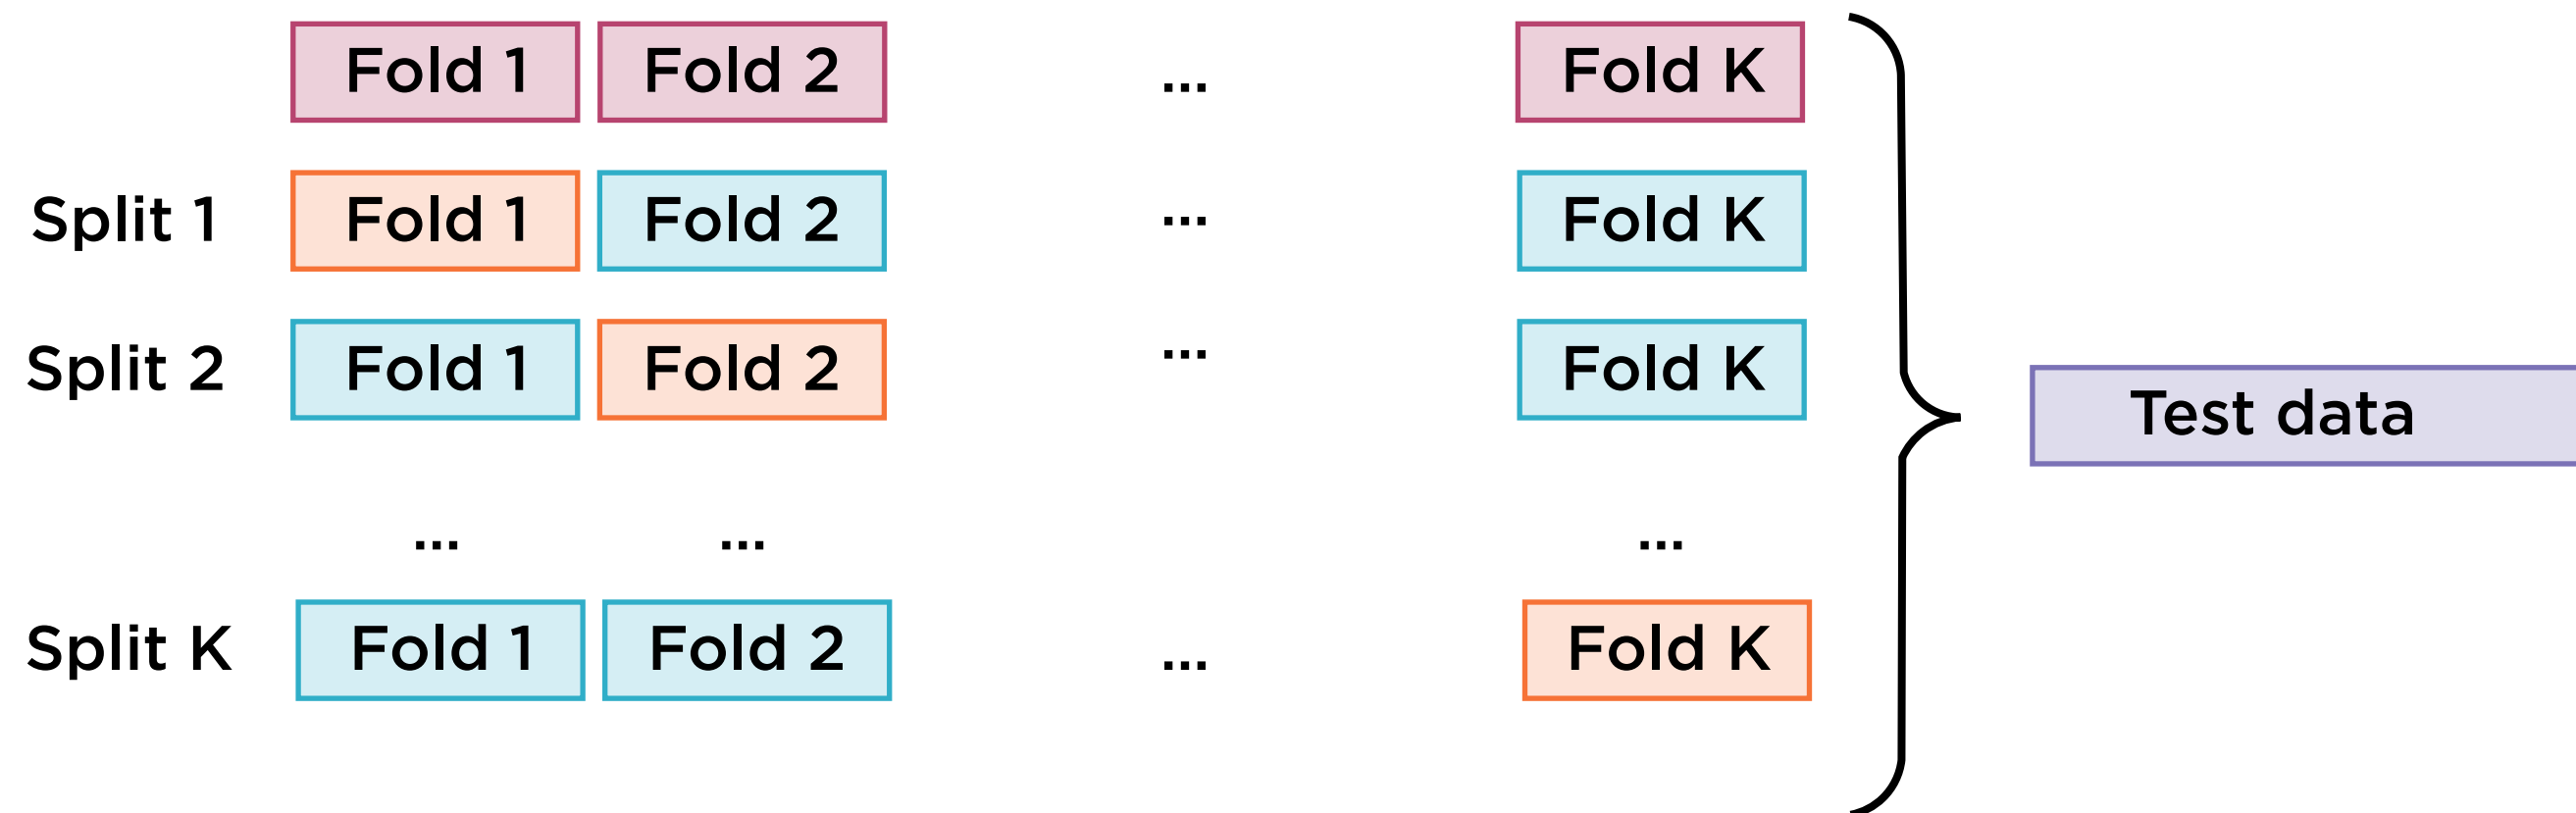 Fold 1 Fold 2 ... Fold K
Split 1 Fold 1 Fold 2 ... Fold K
Split 2 Fold 1 Fold 2 ... Fold K
Test data
... ... ...
Split K Fold 1 Fold 2 ... Fold K